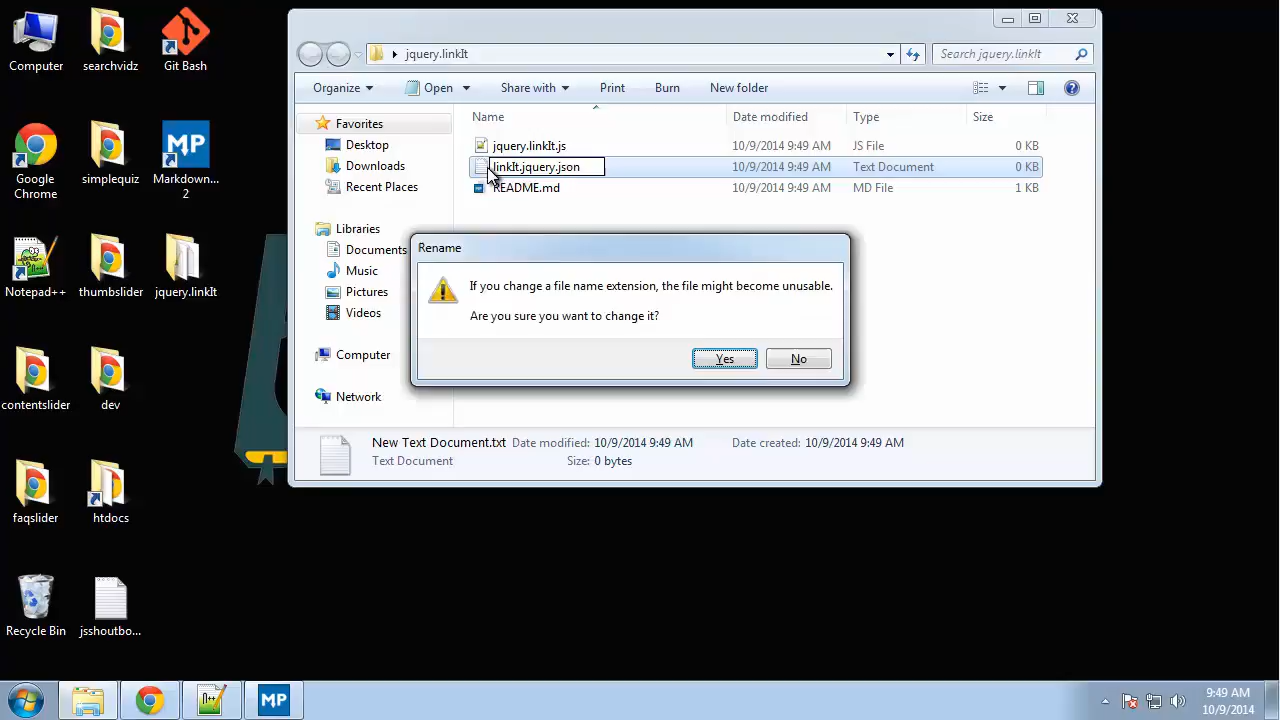 Computer
searchvidz
Git Bash
Google
Chrome
simplequiz
MP
Markdown...
2
Notepad++
thumbslider
jquery.linkIt
contentslider
dev
faqslider
htdocs
Recycle Bin
jsshoutbo...
jquery.linkIt
Search jquery.linkIt
Organize
Open
Share with
Print
Burn
New folder
Favorites
Desktop
Downloads
Recent Places
Libraries
Documents
Music
Pictures
Videos
Computer
Network
Name Date modified Type Size
jquery.linkIt.js 10/9/2014 9:49 AM JS File 0 KB
linkIt.jquery.json 10/9/2014 9:49 AM Text Document 0 KB
README.md 10/9/2014 9:49 AM MD File 1 KB
Rename
If you change a file name extension, the file might become unusable.
Are you sure you want to change it?
Yes No
New Text Document.txt Date modified: 10/9/2014 9:49 AM Date created: 10/9/2014 9:49 AM
Text Document Size: 0 bytes
MP
9:49 AM
10/9/2014